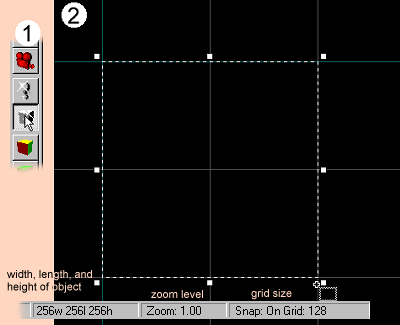 1
2
width, length, and
height of object
zoom level
grid size
256w 256l 256h
Zoom: 1.00
Snap: On Grid: 128